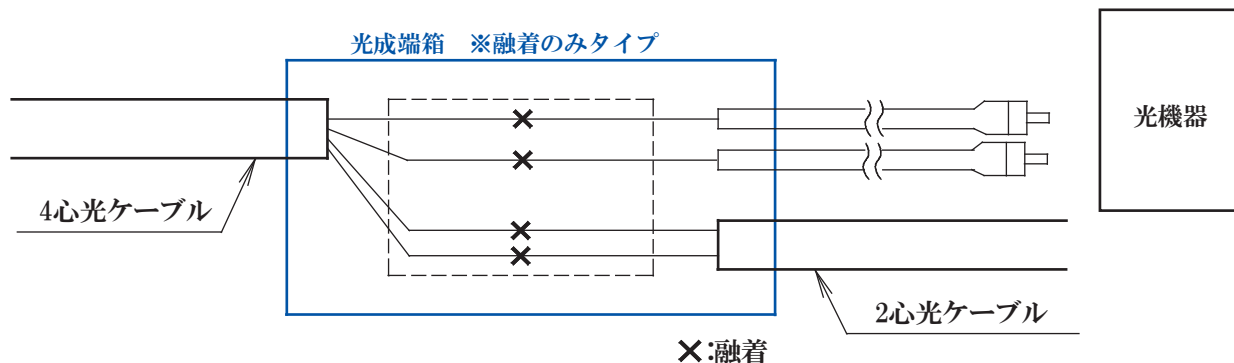 光成端箱　※融着のみタイプ
光機器
4心光ケーブル
2心光ケーブル
×:融着